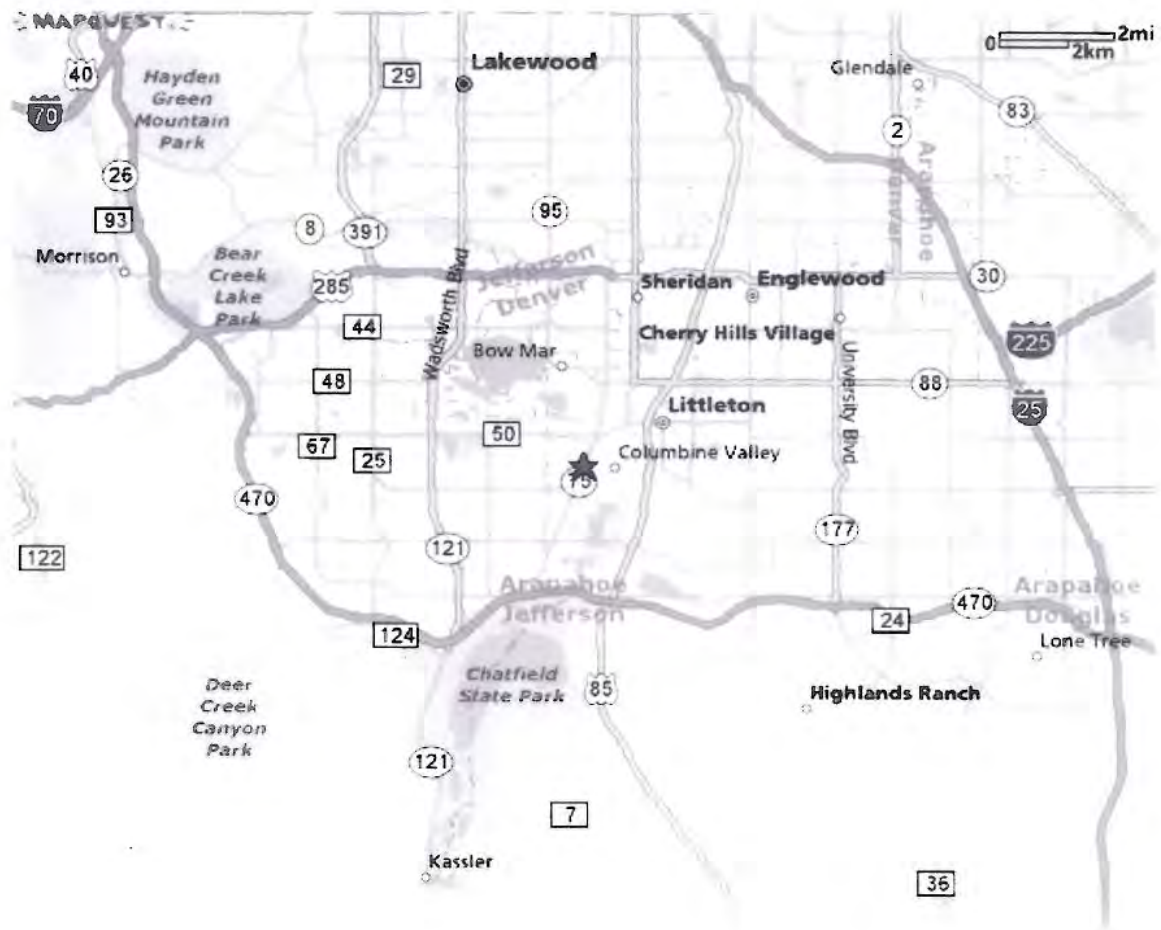 MAPQUEST
0 2mi
2km
40
Hayden
Green
Mountain
Park
70
29
Lakewood
Glendale
83
2
Arapahoe
Denver
26
93
8
391
95
Morrison
Bear
Creek
Lake
Park
285
Jefferson
Denver
Sheridan
Englewood
30
44
Wadsworth Blvd
Cherry Hills Village
225
Bow Mar
University Blvd
48
88
25
Littleton
50
67
25
Columbine Valley
75
470
177
122
121
Arapahoe
Jefferson
Arapahoe
Douglas
470
124
24
Lone Tree
Chatfield
State Park
85
Deer
Creek
Canyon
Park
Highlands Ranch
121
7
Kassler
36